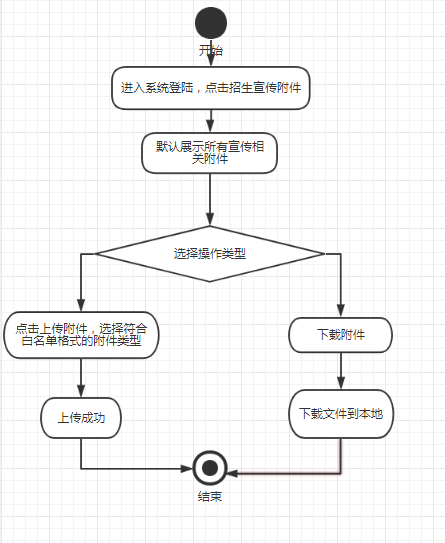 开始
进入系统登陆，点击招生宣传附件
默认展示所有宣传相
关附件
选择操作类型
点击上传附件，选择符合
白名单格式的附件类型
下载附件
上传成功
下载文件到本地
结束